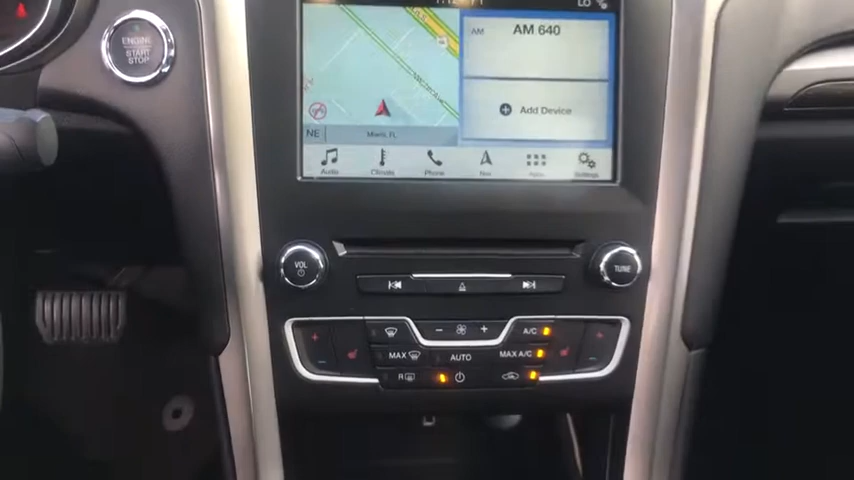 ENGINE
START
STOP
AM
AM 640
Add Device
NE
Miami, FL
Audio
Climate
Phone
Nav
Apps
Settings
VOL
TUNE
A/C
MAX
AUTO
MAX A/C
R